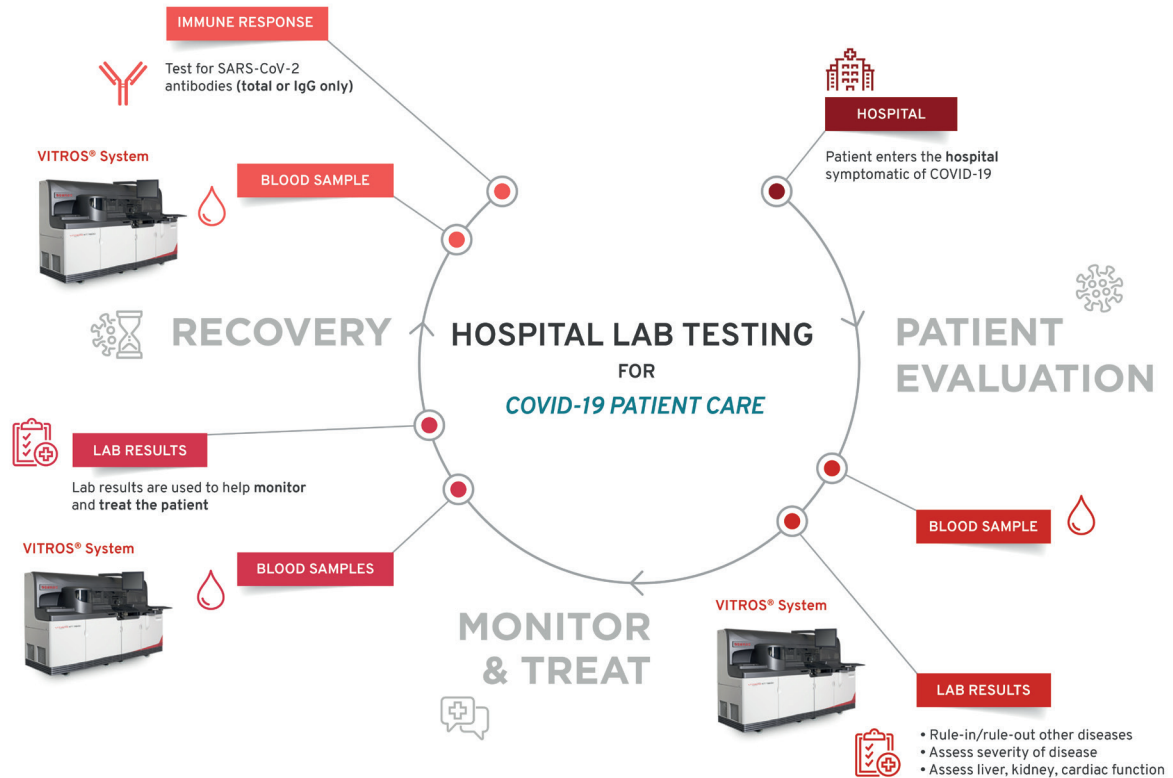 IMMUNE RESPONSE
Test for SARS-CoV-2
antibodies (total or IgG only)
HOSPITAL
Patient enters the hospital
symptomatic of COVID-19
VITROS® System
BLOOD SAMPLE
RECOVERY
HOSPITAL LAB TESTING
FOR
COVID-19 PATIENT CARE
PATIENT
EVALUATION
LAB RESULTS
Lab results are used to help monitor
and treat the patient
BLOOD SAMPLE
VITROS® System
BLOOD SAMPLES
MONITOR
& TREAT
VITROS® System
LAB RESULTS
• Rule-in/rule-out other diseases
• Assess severity of disease
• Assess liver, kidney, cardiac function